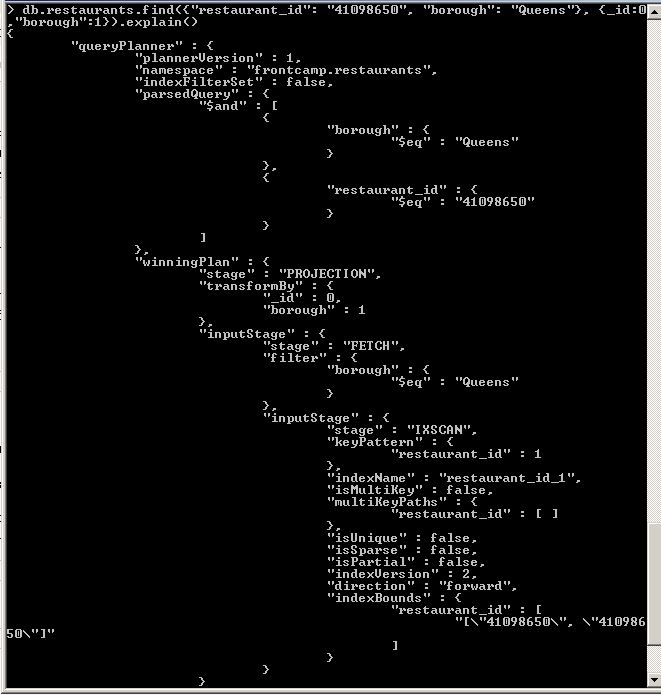 > db.restaurants.find({"restaurant_id": "41098650", "borough": "Queens"}, {_id:0
,"borough":1}).explain()
{
"queryPlanner" : {
"plannerVersion" : 1,
"namespace" : "frontcamp.restaurants",
"indexFilterSet" : false,
"parsedQuery" : {
"$and" : [
{
"borough" : {
"$eq" : "Queens"
}
},
{
"restaurant_id" : {
"$eq" : "41098650"
}
}
]
},
"winningPlan" : {
"stage" : "PROJECTION",
"transformBy" : {
"_id" : 0,
"borough" : 1
},
"inputStage" : {
"stage" : "FETCH",
"filter" : {
"borough" : {
"$eq" : "Queens"
}
},
"inputStage" : {
"stage" : "IXSCAN",
"keyPattern" : {
"restaurant_id" : 1
},
"indexName" : "restaurant_id_1",
"isMultiKey" : false,
"multiKeyPaths" : {
"restaurant_id" : [ ]
},
"isUnique" : false,
"isSparse" : false,
"isPartial" : false,
"indexVersion" : 2,
"direction" : "forward",
"indexBounds" : {
"restaurant_id" : [
"[\"41098650\", \"410986
50\"]"
]
}
}
}